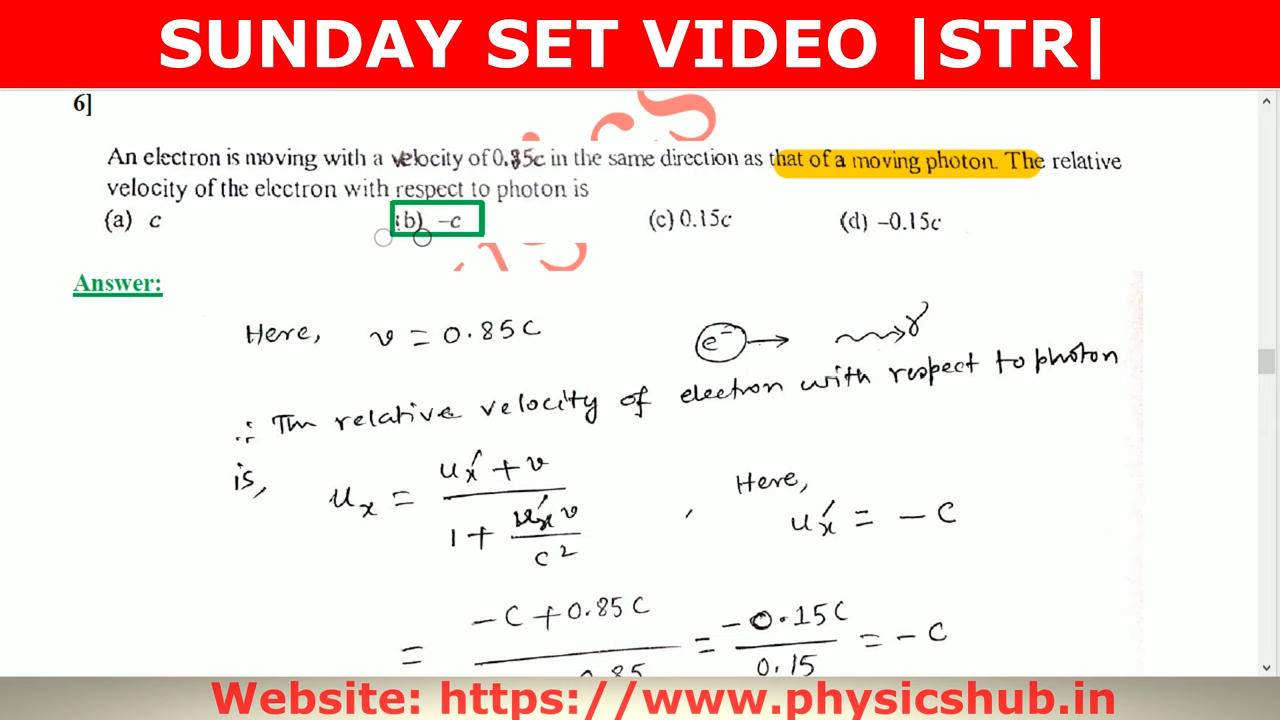 SUNDAY SET VIDEO |STR|
6]
An electron is moving with a velocity of 0.85c in the same direction as that of a moving photon. The relative
velocity of the electron with respect to photon is
(a) c (b) –c (c) 0.15c (d) –0.15c
Answer:
Here, v = 0.85C
e⁻ γ
∴ The relative velocity of electron with respect to photon
is, uₓ = (uₓ′ + v) / (1 + uₓ′v/c²) , Here, uₓ′ = –C
= –C + 0.85C / 0.85 = –0.15C / 0.15 = –C
Website: https://www.physicshub.in